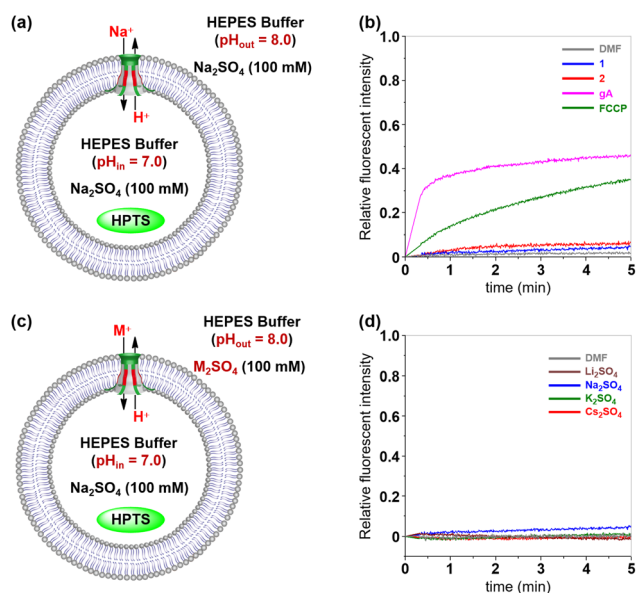 (a)
Na⁺
HEPES Buffer
(pHₒᵤₜ = 8.0)
Na₂SO₄ (100 mM)
H⁺
HEPES Buffer
(pHᵢₙ = 7.0)
Na₂SO₄ (100 mM)
HPTS
(b)
Relative fluorescent intensity
1.0
0.8
0.6
0.4
0.2
0
DMF
1
2
gA
FCCP
0 1 2 3 4 5
time (min)
(c)
M⁺
HEPES Buffer
(pHₒᵤₜ = 8.0)
M₂SO₄ (100 mM)
H⁺
HEPES Buffer
(pHᵢₙ = 7.0)
Na₂SO₄ (100 mM)
HPTS
(d)
Relative fluorescent intensity
1.0
0.8
0.6
0.4
0.2
0
DMF
Li₂SO₄
Na₂SO₄
K₂SO₄
Cs₂SO₄
0 1 2 3 4 5
time (min)